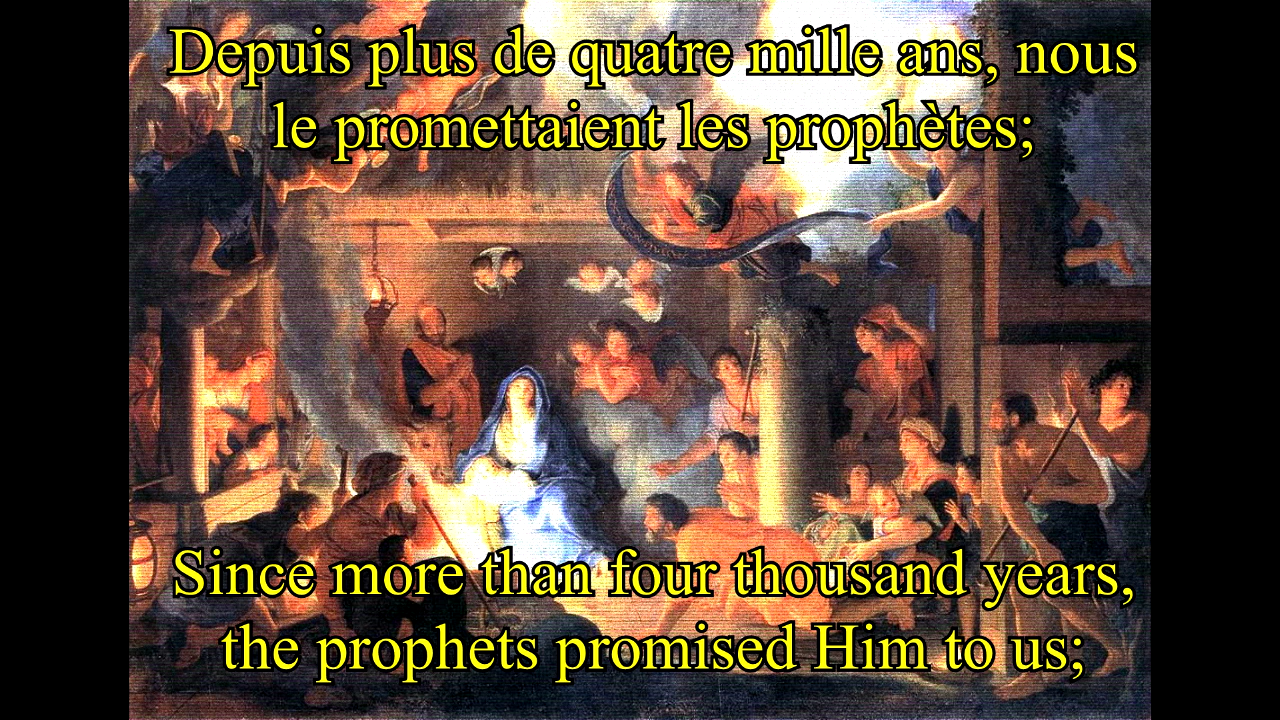 Depuis plus de quatre mille ans, nous
le promettaient les prophètes;
Since more than four thousand years,
the prophets promised Him to us;